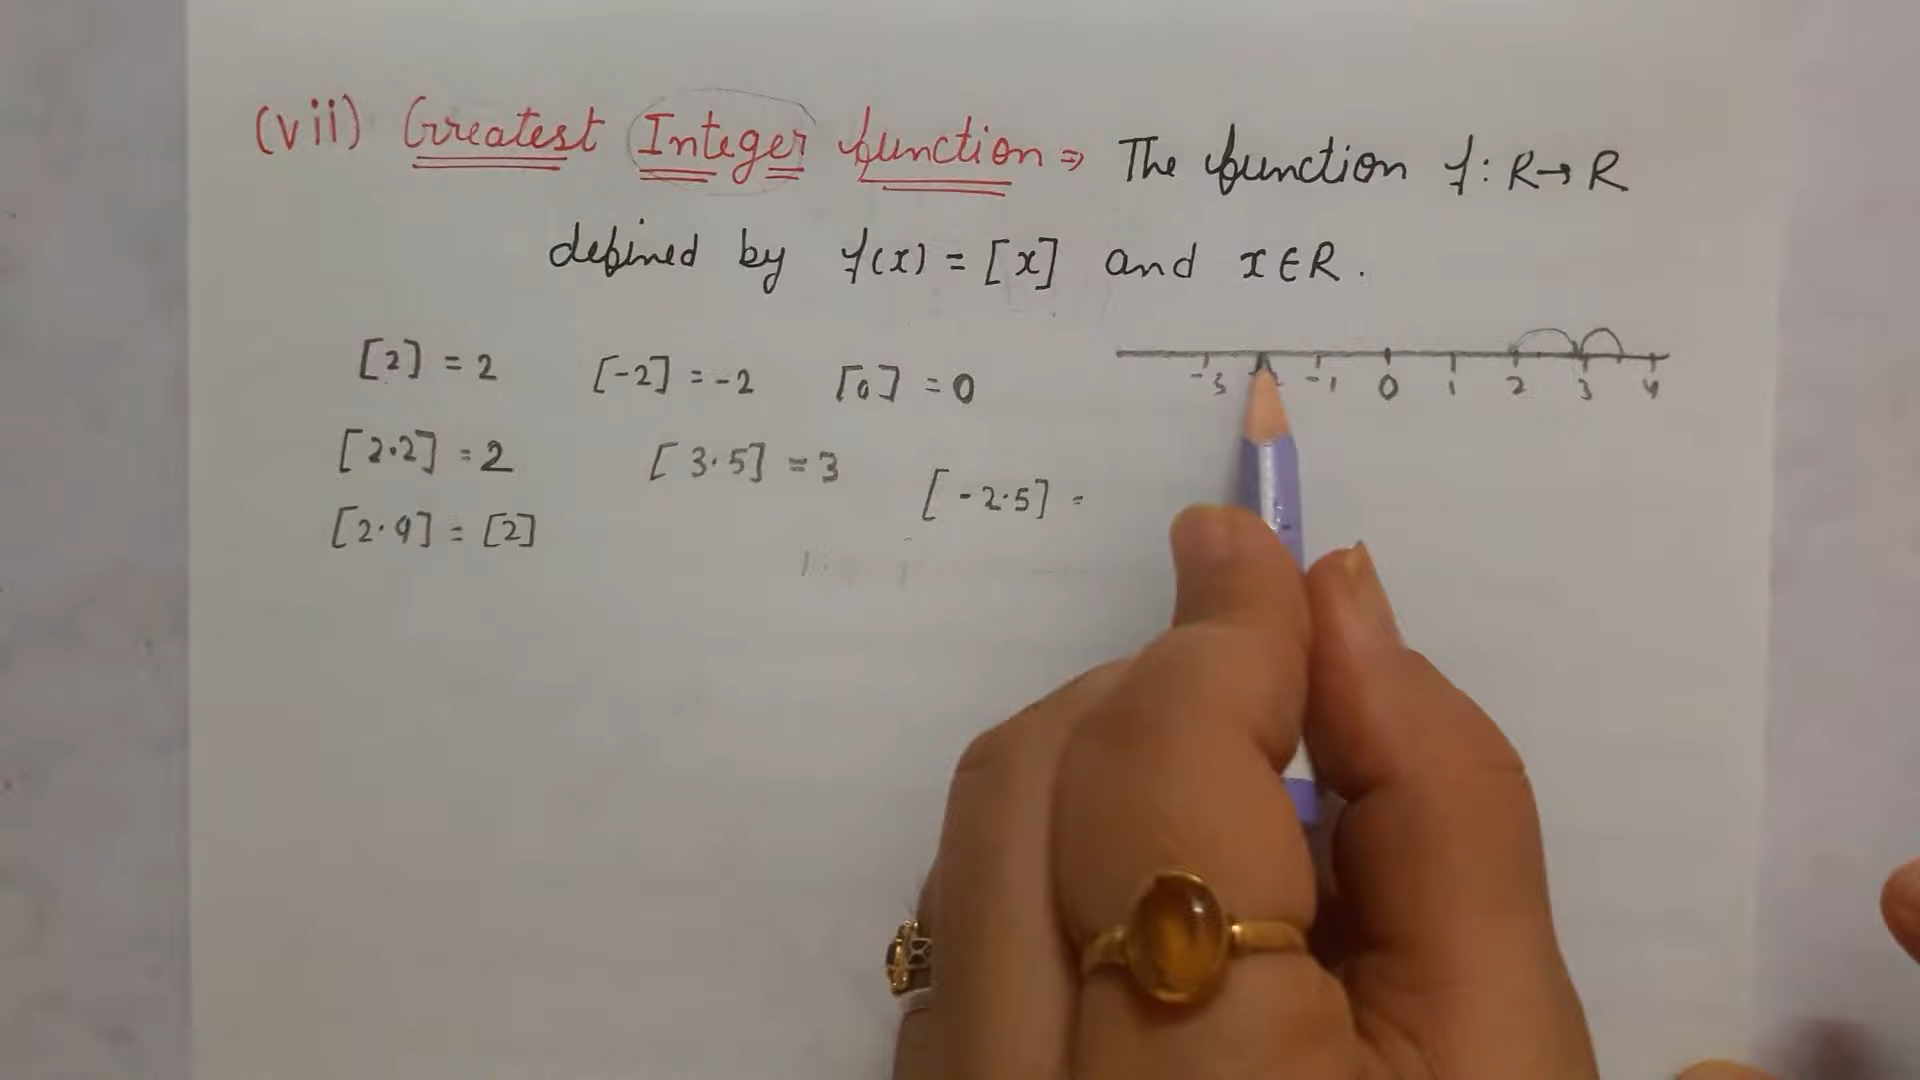 (vii) Greatest Integer function ⇒ The function f: R→R
defined by f(x) = [x] and x∈R.
[2] = 2 [-2] = -2 [0] = 0
-3 -1 0 1 2 3 4
[2.2] = 2 [3.5] = 3 [-2.5] =
[2.9] = [2]